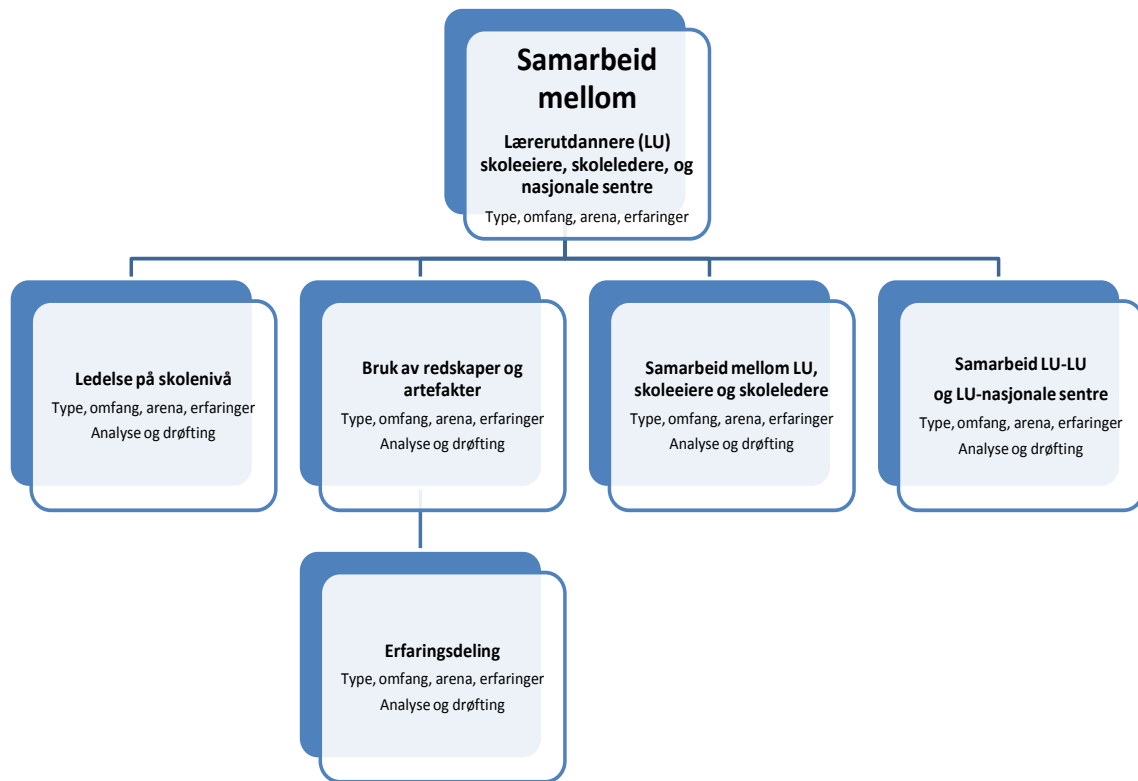 Samarbeid
mellom
Lærerutdannere (LU)
skoleeiere, skoleledere, og
nasjonale sentre
Type, omfang, arena, erfaringer
Ledelse på skolenivå
Type, omfang, arena, erfaringer
Analyse og drøfting
Bruk av redskaper og
artefakter
Type, omfang, arena, erfaringer
Analyse og drøfting
Samarbeid mellom LU,
skoleeiere og skoleledere
Type, omfang, arena, erfaringer
Analyse og drøfting
Samarbeid LU-LU
og LU-nasjonale sentre
Type, omfang, arena, erfaringer
Analyse og drøfting
Erfaringsdeling
Type, omfang, arena, erfaringer
Analyse og drøfting